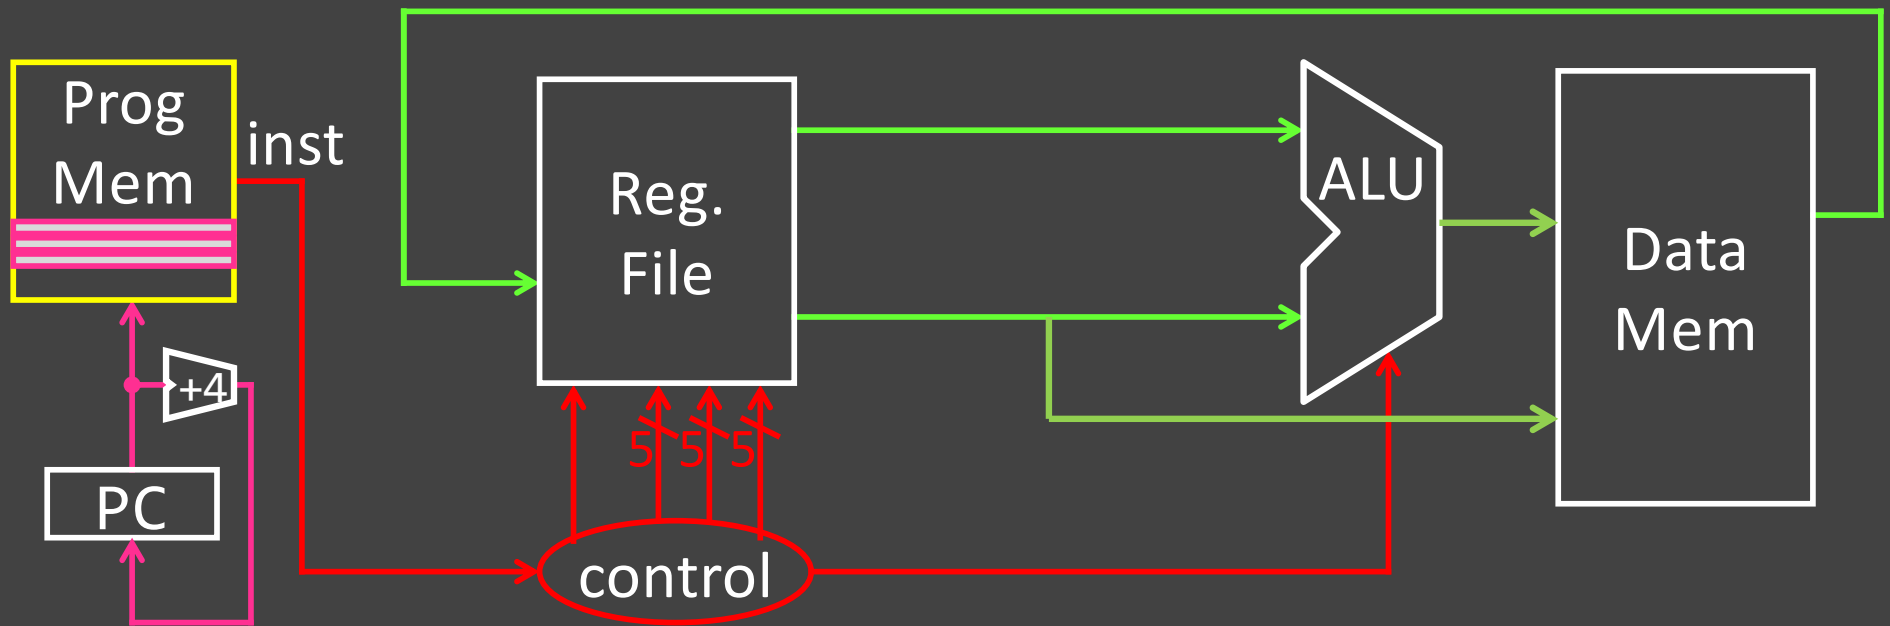 Prog
Mem
inst
+4
PC
Reg.
File
5 5 5
control
ALU
Data
Mem